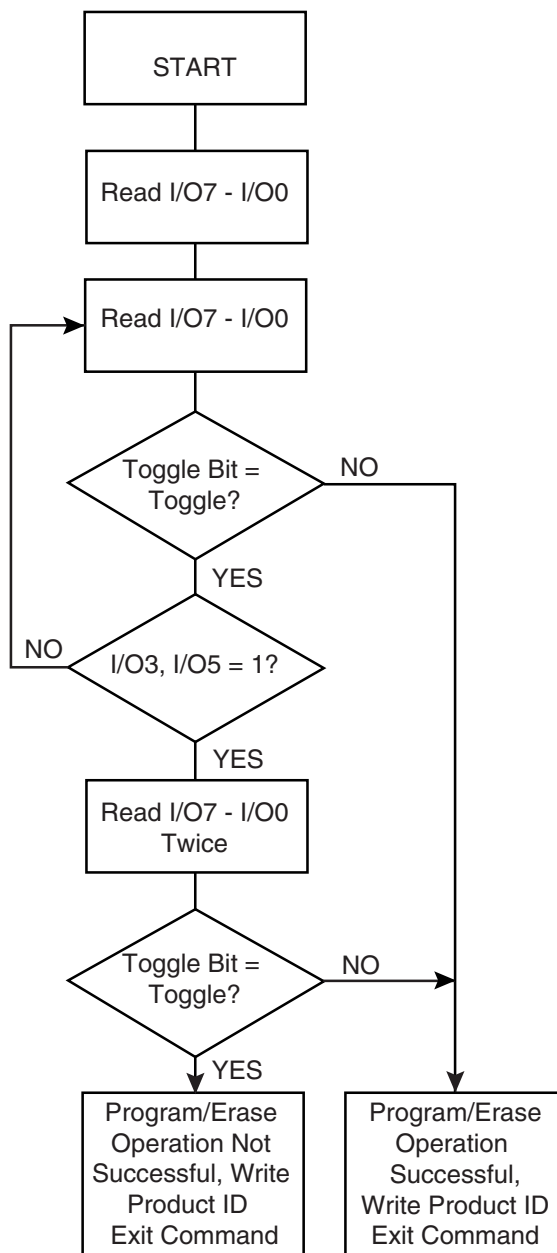 START
Read I/O7 - I/O0
Read I/O7 - I/O0
Toggle Bit =
Toggle?
NO
YES
NO
I/O3, I/O5 = 1?
YES
Read I/O7 - I/O0
Twice
Toggle Bit =
Toggle?
NO
YES
Program/Erase
Operation Not
Successful, Write
Product ID
Exit Command
Program/Erase
Operation
Successful,
Write Product ID
Exit Command